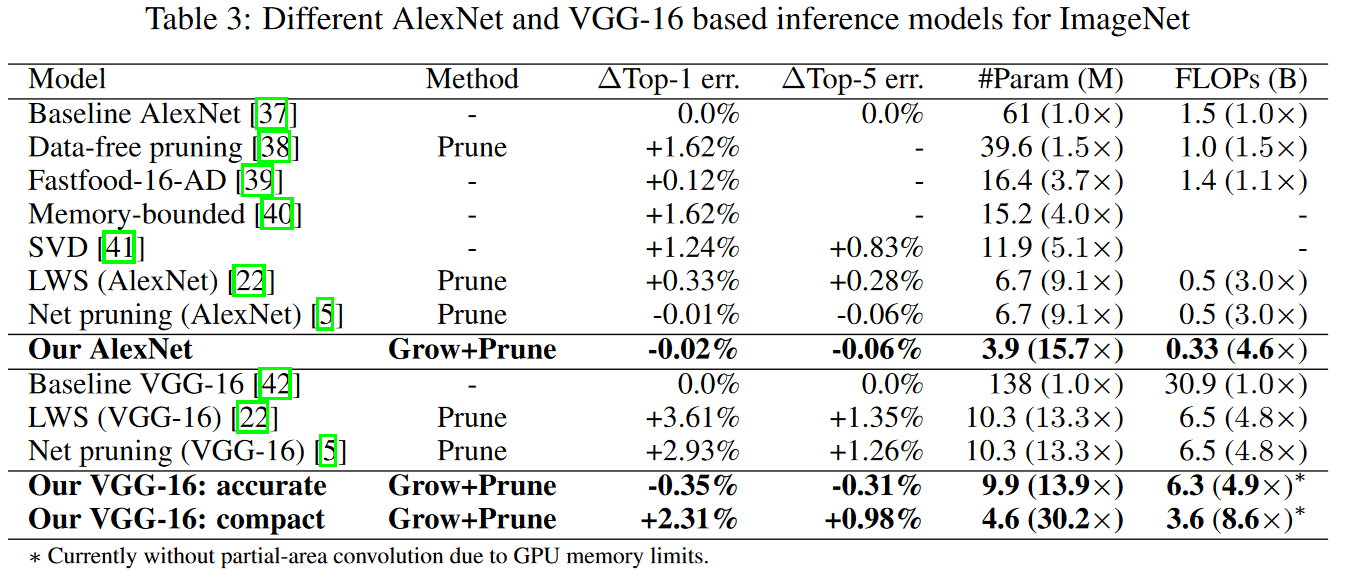 Table 3: Different AlexNet and VGG-16 based inference models for ImageNet
Model Method ΔTop-1 err. ΔTop-5 err. #Param (M) FLOPs (B)
Baseline AlexNet [37] - 0.0% 0.0% 61 (1.0×) 1.5 (1.0×)
Data-free pruning [38] Prune +1.62% - 39.6 (1.5×) 1.0 (1.5×)
Fastfood-16-AD [39] - +0.12% - 16.4 (3.7×) 1.4 (1.1×)
Memory-bounded [40] - +1.62% - 15.2 (4.0×) -
SVD [41] - +1.24% +0.83% 11.9 (5.1×) -
LWS (AlexNet) [22] Prune +0.33% +0.28% 6.7 (9.1×) 0.5 (3.0×)
Net pruning (AlexNet) [5] Prune -0.01% -0.06% 6.7 (9.1×) 0.5 (3.0×)
Our AlexNet Grow+Prune -0.02% -0.06% 3.9 (15.7×) 0.33 (4.6×)
Baseline VGG-16 [42] - 0.0% 0.0% 138 (1.0×) 30.9 (1.0×)
LWS (VGG-16) [22] Prune +3.61% +1.35% 10.3 (13.3×) 6.5 (4.8×)
Net pruning (VGG-16) [5] Prune +2.93% +1.26% 10.3 (13.3×) 6.5 (4.8×)
Our VGG-16: accurate Grow+Prune -0.35% -0.31% 9.9 (13.9×) 6.3 (4.9×)*
Our VGG-16: compact Grow+Prune +2.31% +0.98% 4.6 (30.2×) 3.6 (8.6×)*
* Currently without partial-area convolution due to GPU memory limits.